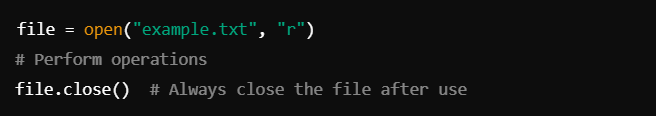 file = open("example.txt", "r")
# Perform operations
file.close()  # Always close the file after use